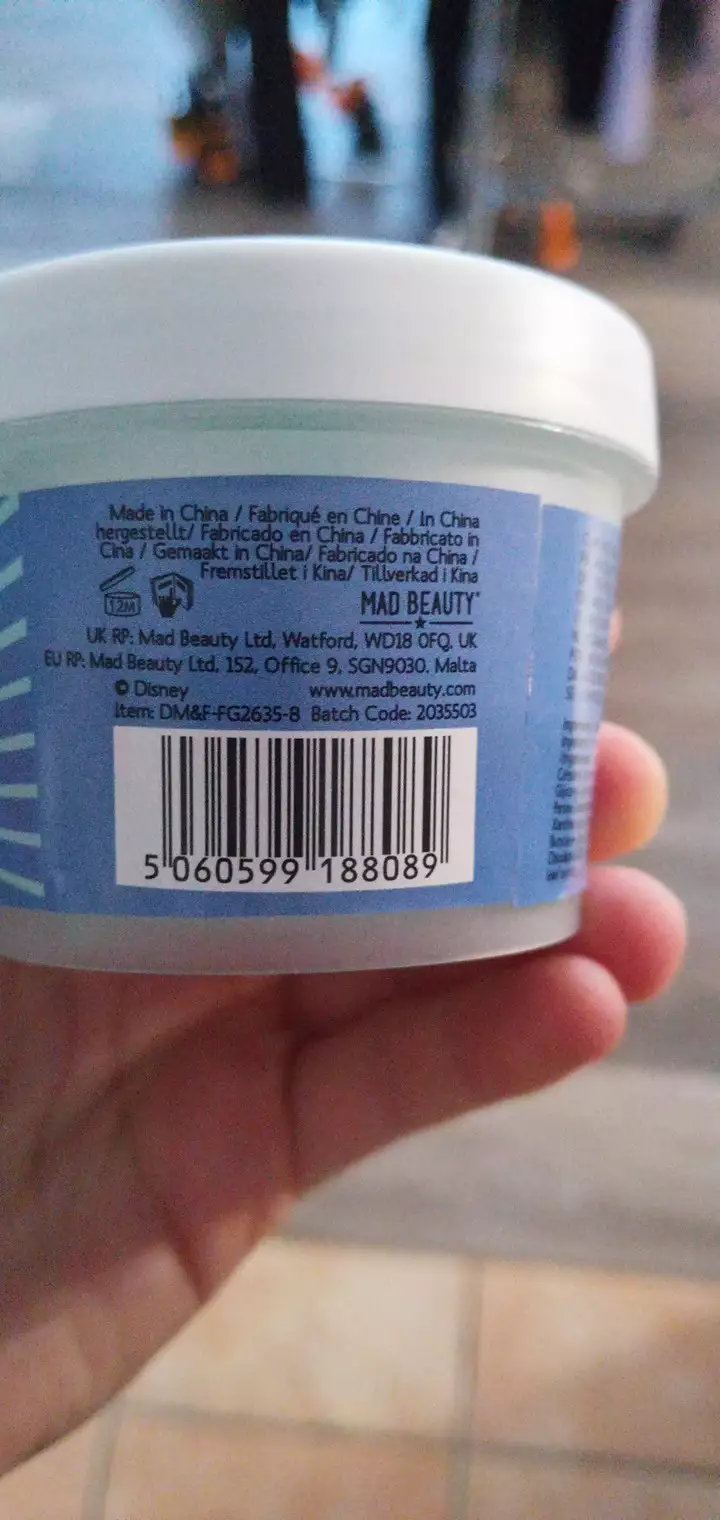 Made in China / Fabriqué en Chine / In China
hergestellt/ Fabricado en China / Fabbricato in
Cina / Gemaakt in China/ Fabricado na China /
Fremstillet i Kina/ Tillverkad i Kina
12M
MAD BEAUTY
UK RP: Mad Beauty Ltd, Watford, WD18 0FQ, UK
EU RP: Mad Beauty Ltd. 152, Office 9, SGN9030. Malta
© Disney www.madbeauty.com
Item: DM&F-FG2635-8 Batch Code: 2035503
5 060599 188089